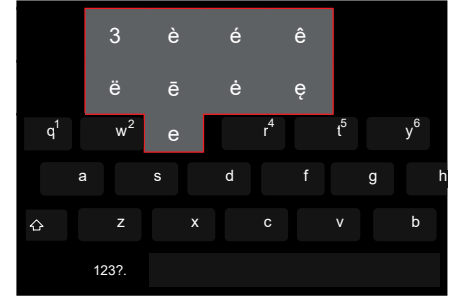 3 è é ê
ë ē ė ę
q1 w2 e r4 t5 y6
a s d f g h
z x c v b
123?.